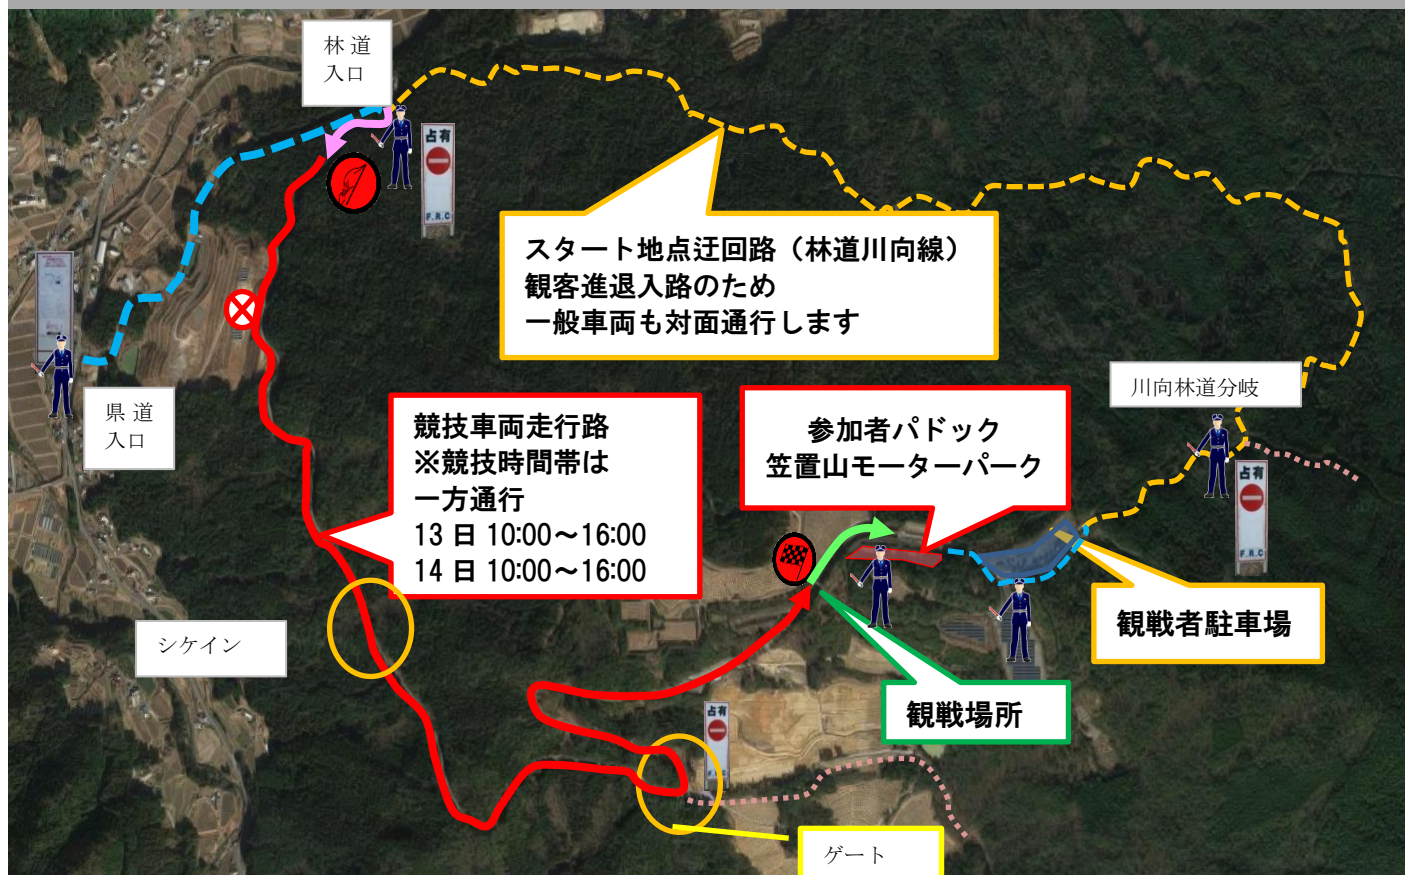 林道
入口
占有
F.R.C
スタート地点迂回路（林道川向線）
観客進退入路のため
一般車両も対面通行します
県道
入口
競技車両走行路
※競技時間帯は
一方通行
13日 10:00～16:00
14日 10:00～16:00
参加者パドック
笠置山モーターパーク
川向林道分岐
占有
F.R.C
観戦者駐車場
シケイン
観戦場所
占有
ゲート